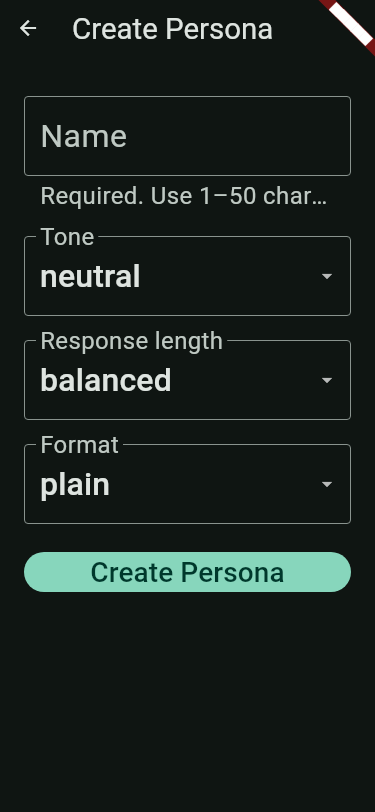 Create Persona
Name
Required. Use 1–50 char…
Tone
neutral
Response length
balanced
Format
plain
Create Persona